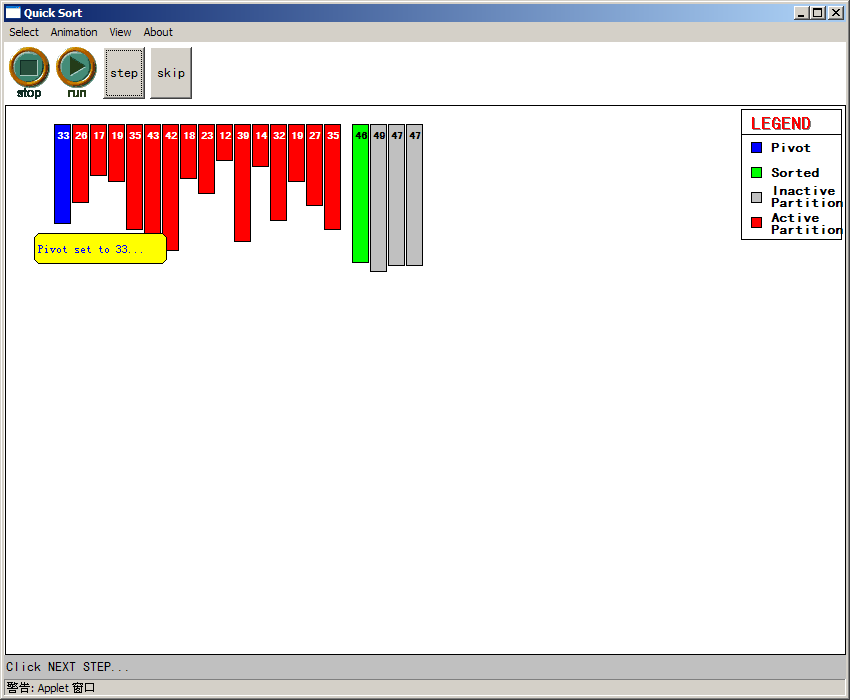 Quick Sort
Select Animation View About
stop run step skip
33 26 17 19 35 43 42 18 23 12 39 14 32 19 27 35 46 49 47 47
Pivot set to 33...
LEGEND
Pivot
Sorted
Inactive
Partition
Active
Partition
Click NEXT STEP...
警告: Applet 窗口